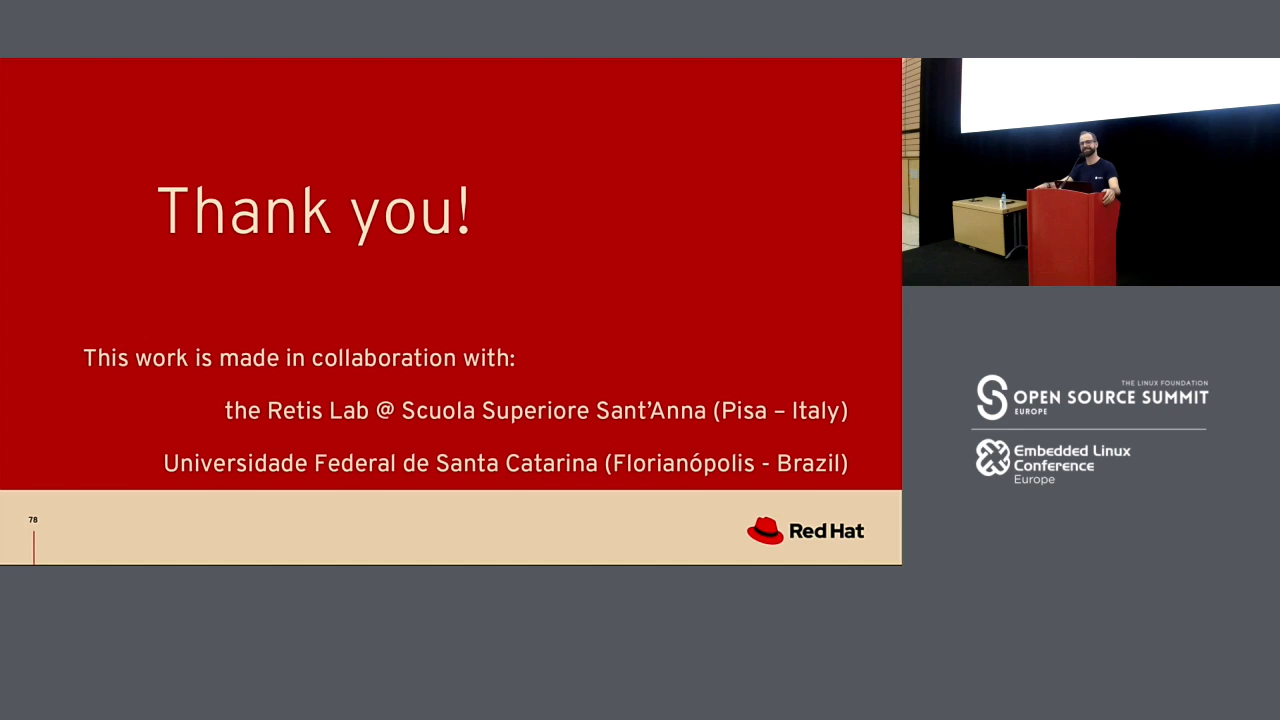 Thank you!
This work is made in collaboration with:
the Retis Lab @ Scuola Superiore Sant’Anna (Pisa – Italy)
Universidade Federal de Santa Catarina (Florianópolis - Brazil)
78
Red Hat
THE LINUX FOUNDATION
OPEN SOURCE SUMMIT
EUROPE
Embedded Linux
Conference
Europe